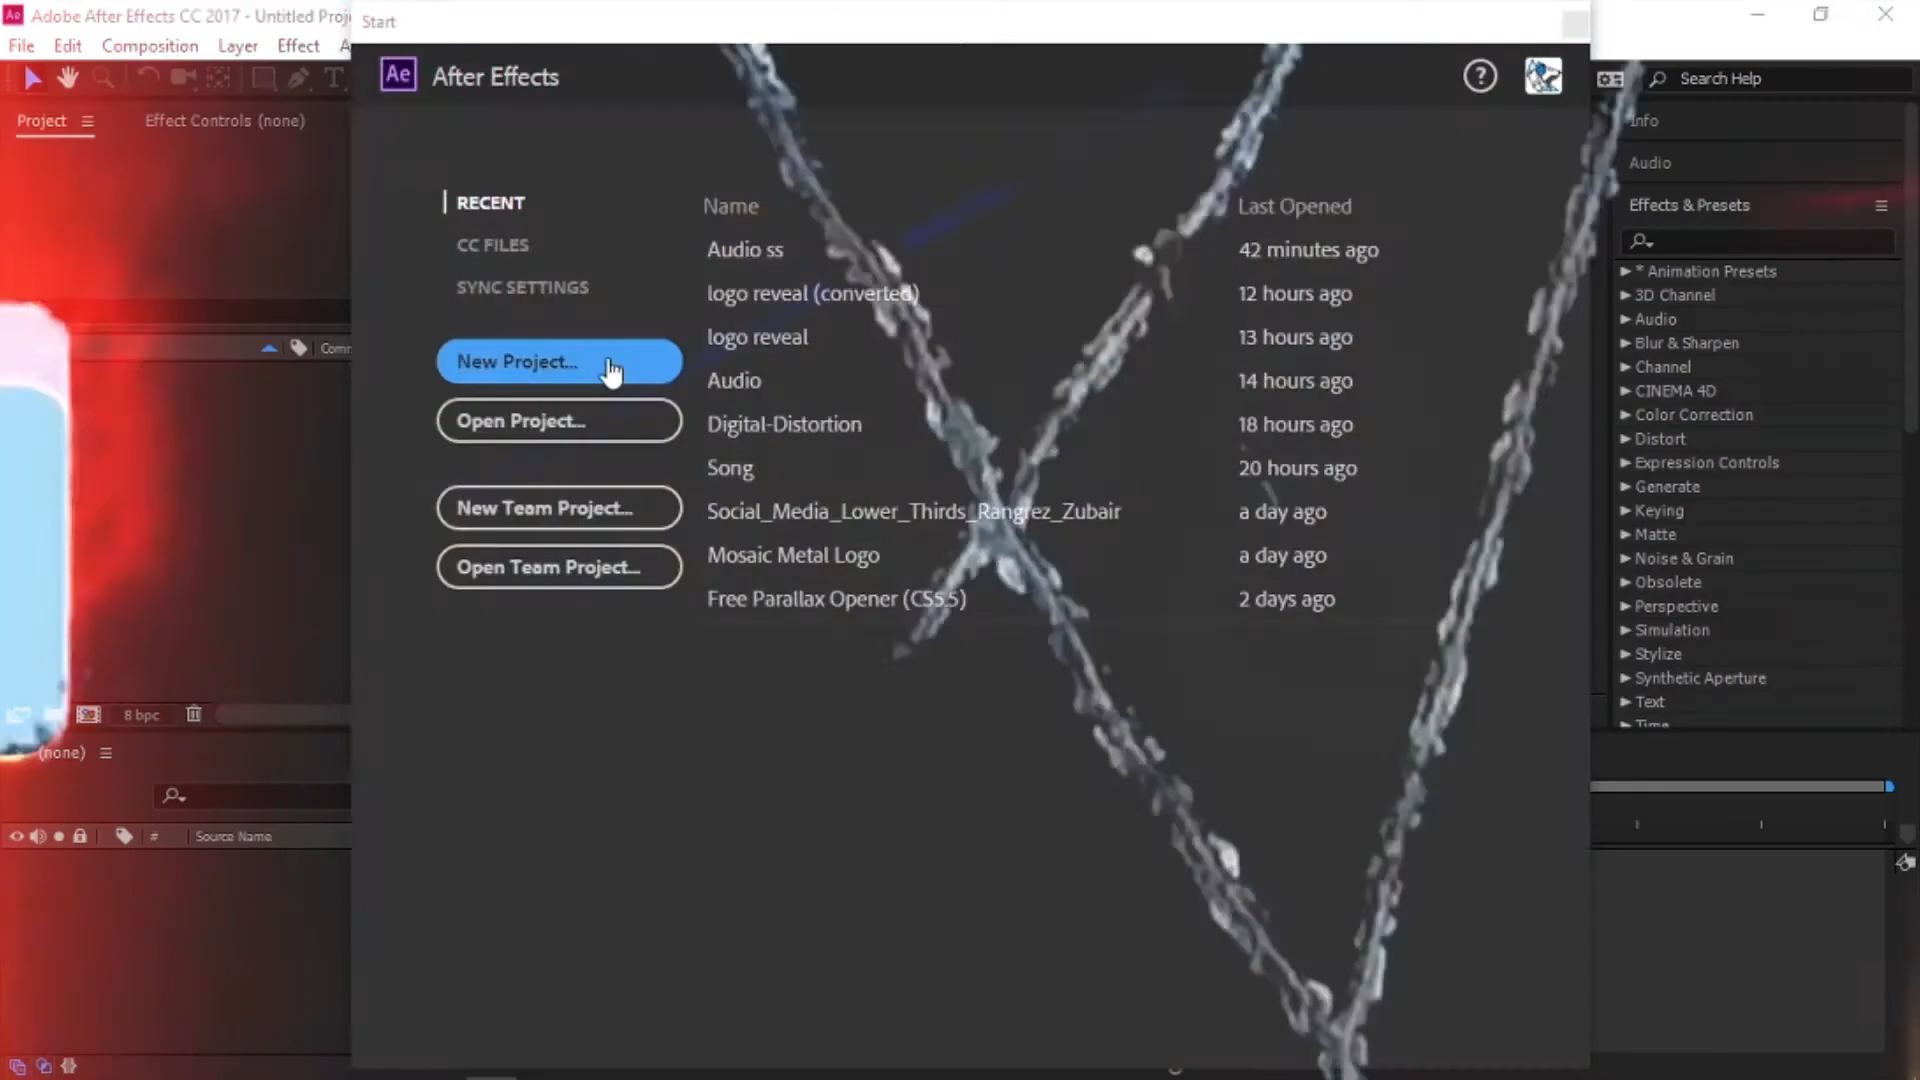 Adobe After Effects CC 2017 - Untitled Proj
Start
File Edit Composition Layer Effect A
Ae After Effects
Search Help
Project
Effect Controls (none)
Info
Audio
Effects & Presets
RECENT
CC FILES
SYNC SETTINGS
New Project...
Open Project...
New Team Project...
Open Team Project...
Name Last Opened
Audio ss 42 minutes ago
logo reveal (converted) 12 hours ago
logo reveal 13 hours ago
Audio 14 hours ago
Digital-Distortion 18 hours ago
Song 20 hours ago
Social_Media_Lower_Thirds_Rangrez_Zubair a day ago
Mosaic Metal Logo a day ago
Free Parallax Opener (CS5.5) 2 days ago
* Animation Presets
3D Channel
Audio
Blur & Sharpen
Channel
CINEMA 4D
Color Correction
Distort
Expression Controls
Generate
Keying
Matte
Noise & Grain
Obsolete
Perspective
Simulation
Stylize
Synthetic Aperture
Text
Time
Comm
8 bpc
(none)
# Source Name